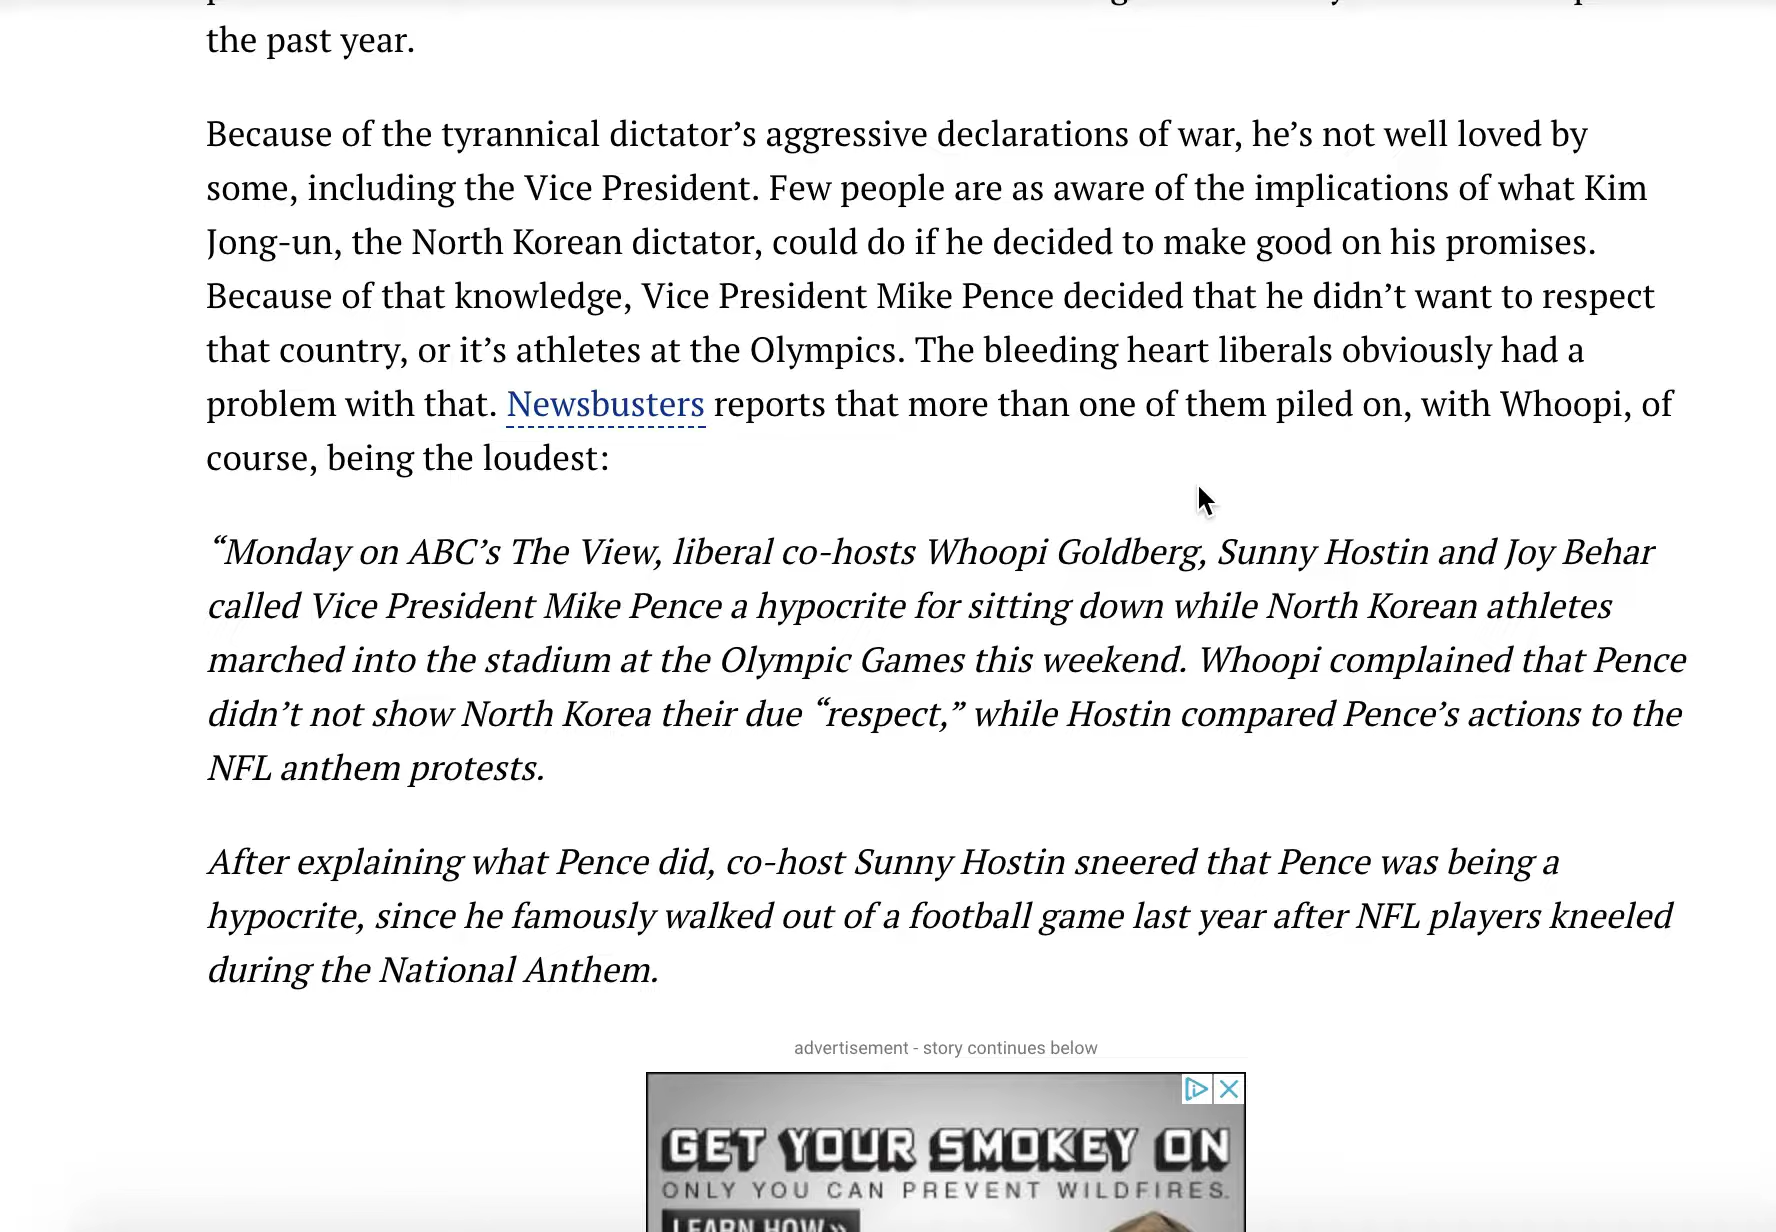 the past year.
Because of the tyrannical dictator’s aggressive declarations of war, he’s not well loved by
some, including the Vice President. Few people are as aware of the implications of what Kim
Jong-un, the North Korean dictator, could do if he decided to make good on his promises.
Because of that knowledge, Vice President Mike Pence decided that he didn’t want to respect
that country, or it’s athletes at the Olympics. The bleeding heart liberals obviously had a
problem with that. Newsbusters reports that more than one of them piled on, with Whoopi, of
course, being the loudest:
“Monday on ABC’s The View, liberal co-hosts Whoopi Goldberg, Sunny Hostin and Joy Behar
called Vice President Mike Pence a hypocrite for sitting down while North Korean athletes
marched into the stadium at the Olympic Games this weekend. Whoopi complained that Pence
didn’t not show North Korea their due “respect,” while Hostin compared Pence’s actions to the
NFL anthem protests.
After explaining what Pence did, co-host Sunny Hostin sneered that Pence was being a
hypocrite, since he famously walked out of a football game last year after NFL players kneeled
during the National Anthem.
advertisement - story continues below
GET YOUR SMOKEY ON
ONLY YOU CAN PREVENT WILDFIRES.
LEARN HOW »